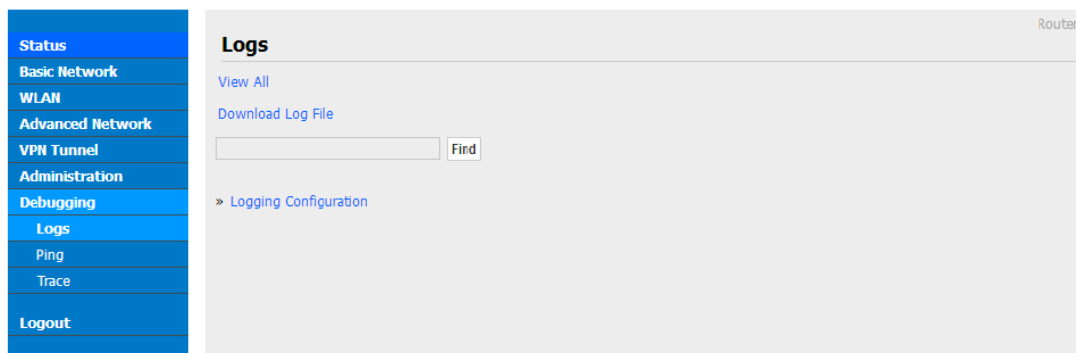 Router
Status
Basic Network
WLAN
Advanced Network
VPN Tunnel
Administration
Debugging
Logs
Ping
Trace
Logout
Logs
View All
Download Log File
Find
» Logging Configuration